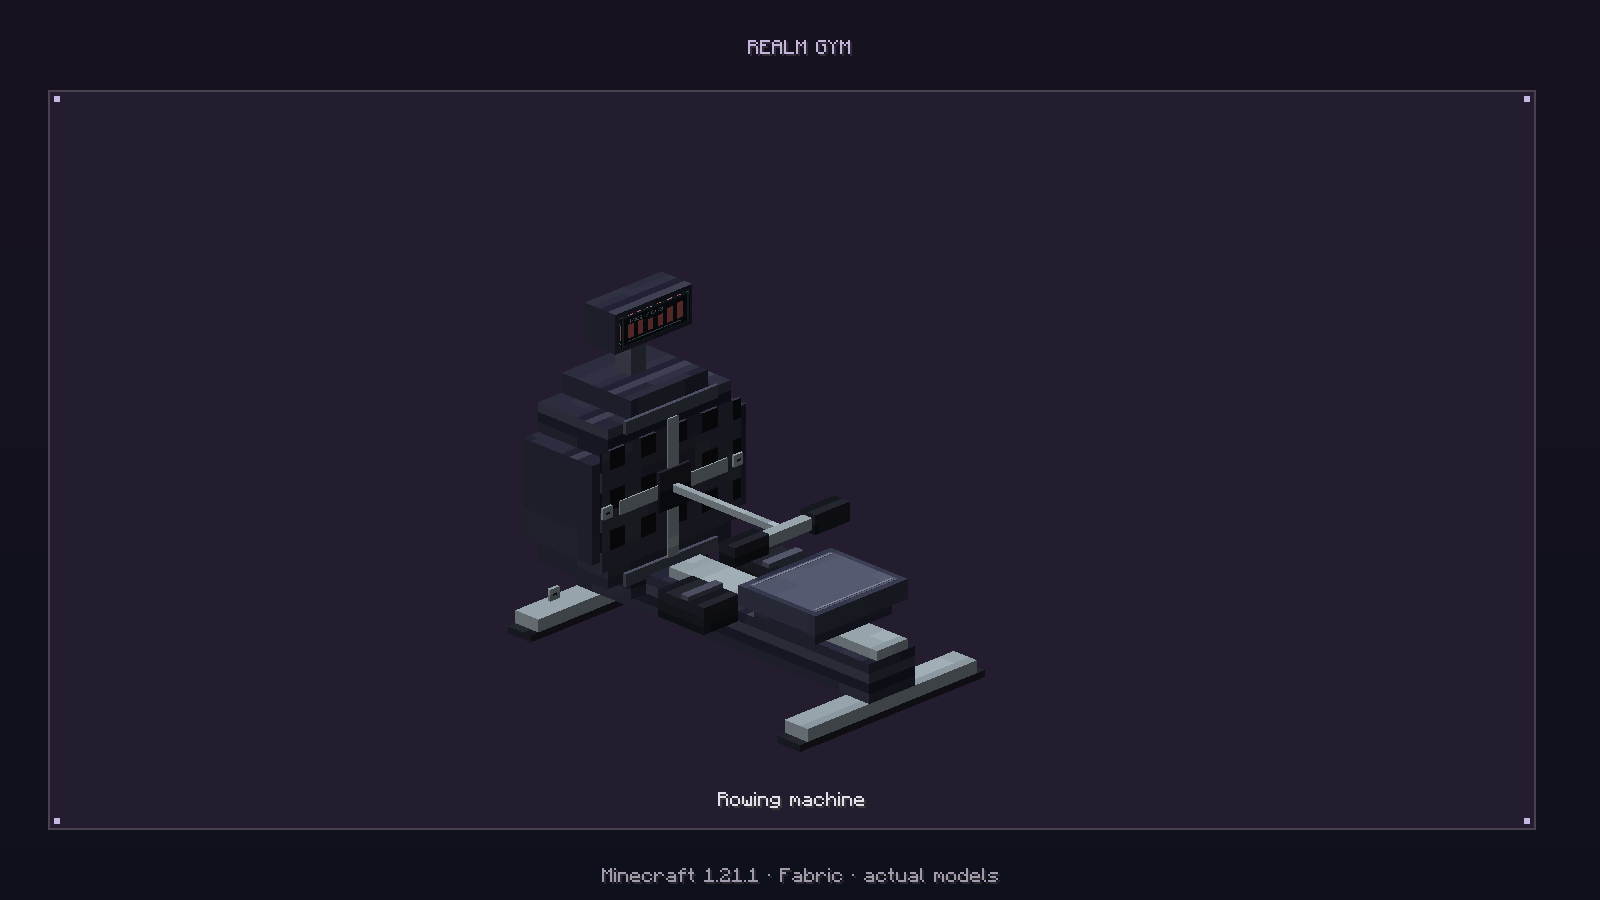 REALM GYM
Rowing machine
Minecraft 1.21.1 · Fabric · actual models